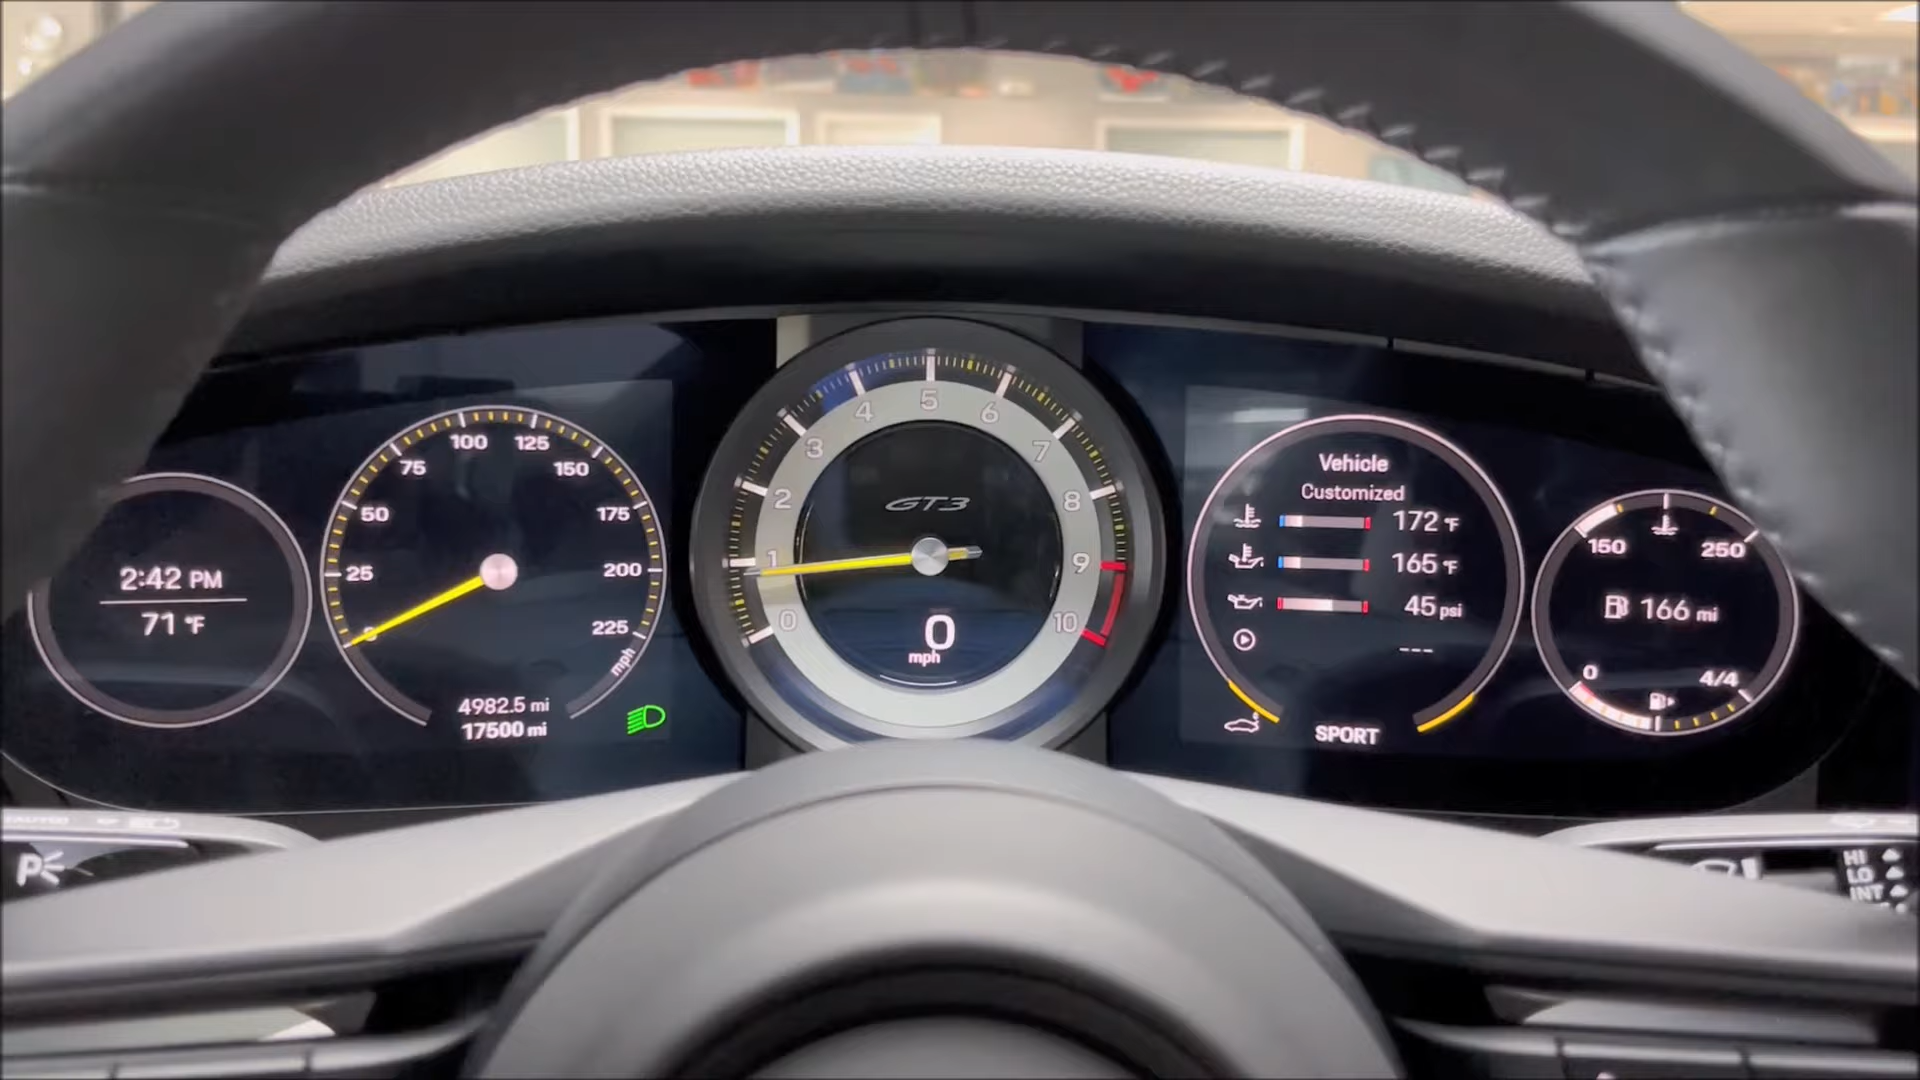 2:42 PM
71 °F
0
25
50
75
100
125
150
175
200
225
mph
4982.5 mi
17500 mi
0
1
2
3
4
5
6
7
8
9
10
GT3
0
mph
Vehicle
Customized
172 °F
165 °F
45 psi
---
SPORT
150
250
166 mi
0
4/4
P
HI
LO
INT